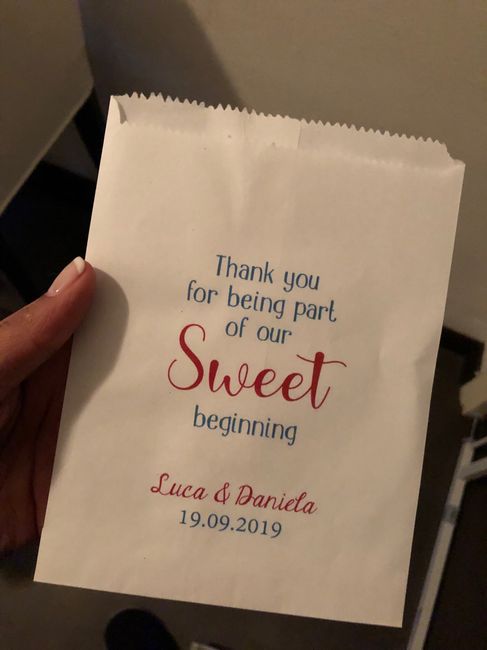 Thank you
for being part
of our
Sweet
beginning
Luca & Daniela
19.09.2019